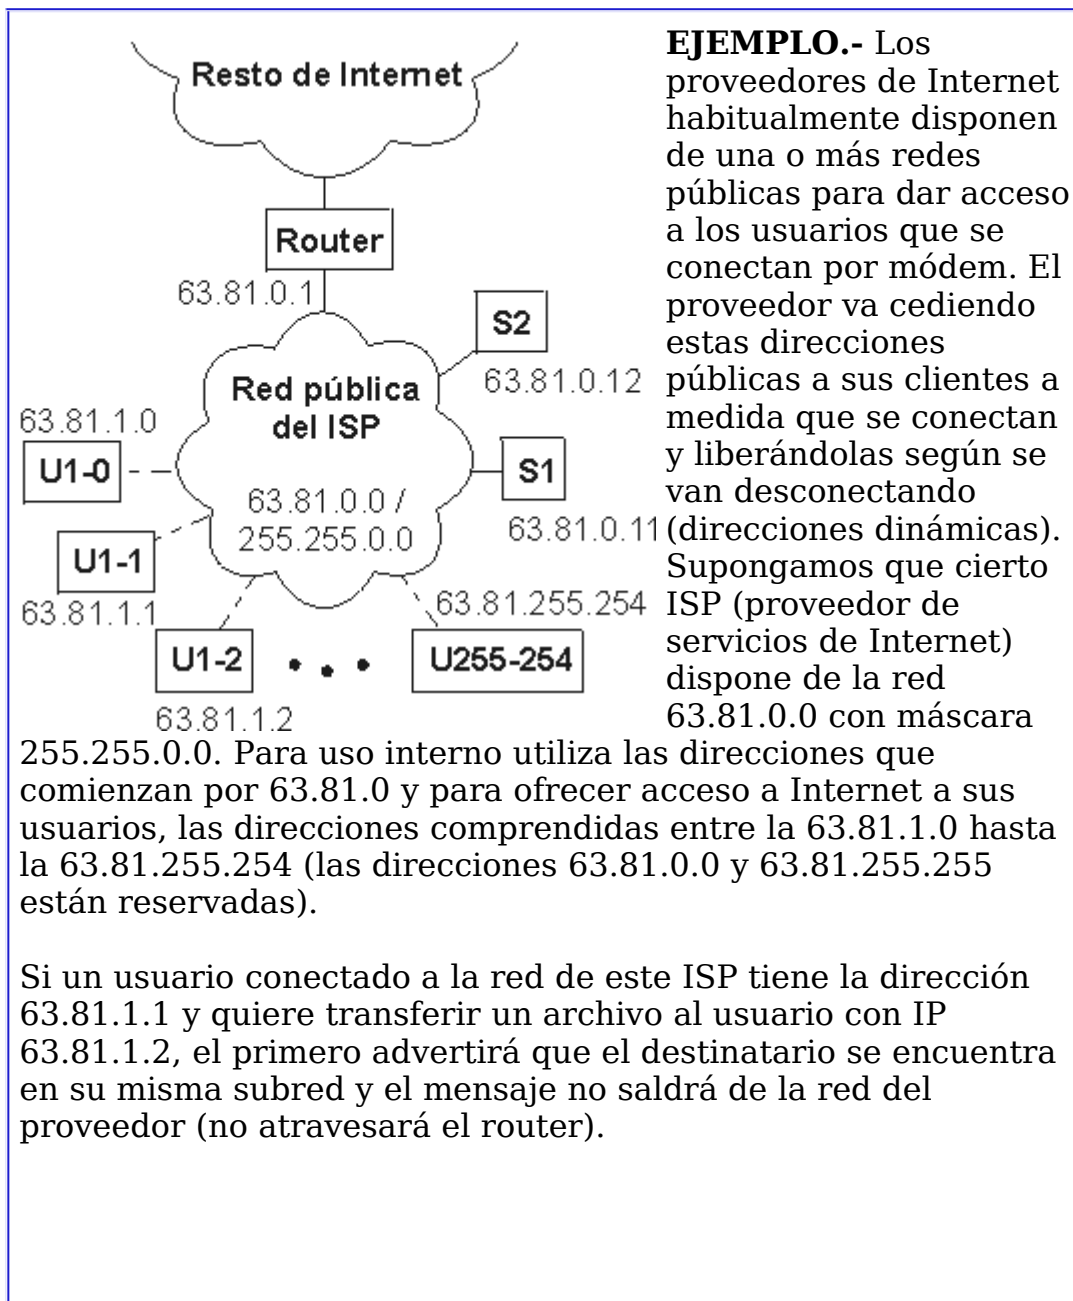 Resto de Internet
Router
63.81.0.1
S2
63.81.0.12
Red pública
del ISP
63.81.1.0
U1-0
S1
63.81.0.0 /
255.255.0.0
63.81.0.11
U1-1
63.81.1.1
63.81.255.254
U1-2
U255-254
63.81.1.2
EJEMPLO.- Los
proveedores de Internet
habitualmente disponen
de una o más redes
públicas para dar acceso
a los usuarios que se
conectan por módem. El
proveedor va cediendo
estas direcciones
públicas a sus clientes a
medida que se conectan
y liberándolas según se
van desconectando
(direcciones dinámicas).
Supongamos que cierto
ISP (proveedor de
servicios de Internet)
dispone de la red
63.81.0.0 con máscara
255.255.0.0. Para uso interno utiliza las direcciones que
comienzan por 63.81.0 y para ofrecer acceso a Internet a sus
usuarios, las direcciones comprendidas entre la 63.81.1.0 hasta
la 63.81.255.254 (las direcciones 63.81.0.0 y 63.81.255.255
están reservadas).
Si un usuario conectado a la red de este ISP tiene la dirección
63.81.1.1 y quiere transferir un archivo al usuario con IP
63.81.1.2, el primero advertirá que el destinatario se encuentra
en su misma subred y el mensaje no saldrá de la red del
proveedor (no atravesará el router).